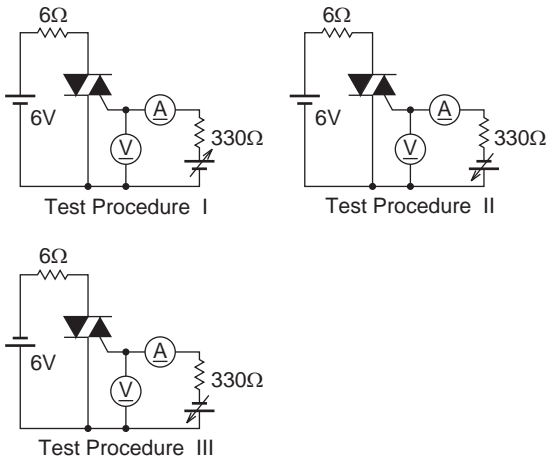 6Ω
6V
A
V
330Ω
Test Procedure I
6Ω
6V
A
V
330Ω
Test Procedure II
6Ω
6V
A
V
330Ω
Test Procedure III